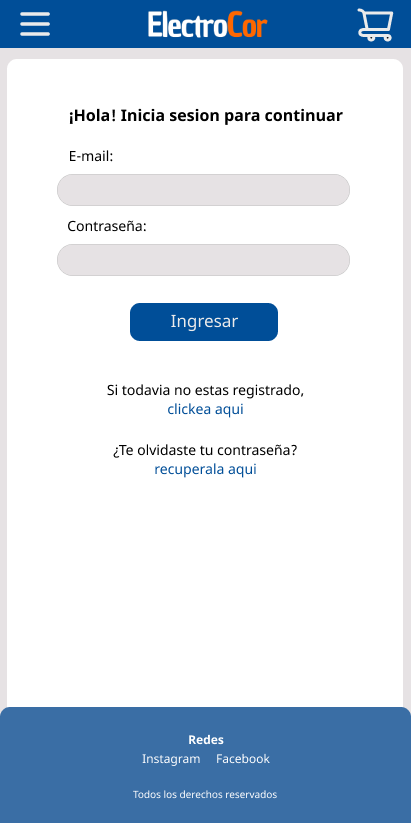 ElectroCor
¡Hola! Inicia sesion para continuar
E-mail:
Contraseña:
Ingresar
Si todavia no estas registrado,
clickea aqui
¿Te olvidaste tu contraseña?
recuperala aqui
Redes
Instagram Facebook
Todos los derechos reservados